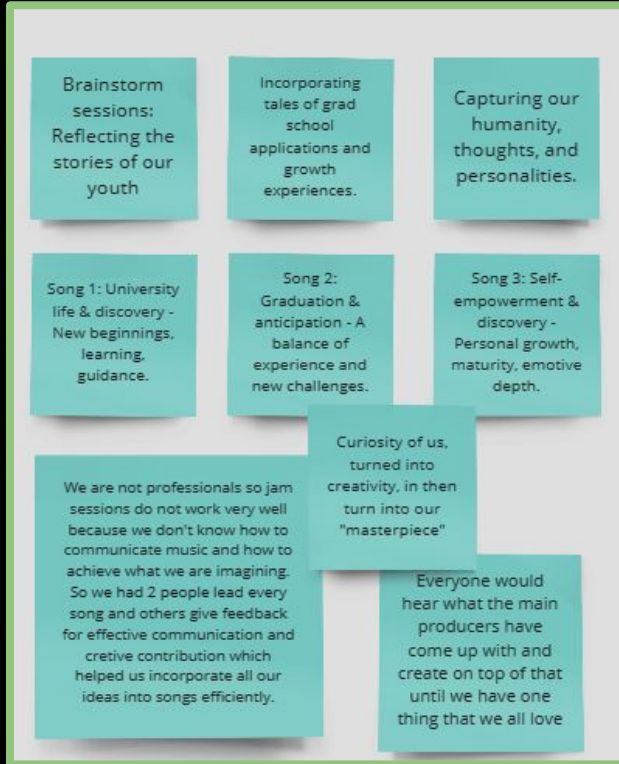 Brainstorm
sessions:
Reflecting the
stories of our
youth
Incorporating
tales of grad
school
applications and
growth
experiences.
Capturing our
humanity,
thoughts, and
personalities.
Song 1: University
life & discovery -
New beginnings,
learning,
guidance.
Song 2:
Graduation &
anticipation - A
balance of
experience and
new challenges.
Song 3: Self-
empowerment &
discovery -
Personal growth,
maturity, emotive
depth.
Curiosity of us,
turned into
creativity, in then
turn into our
"masterpiece"
We are not professionals so jam
sessions do not work very well
because we don't know how to
communicate music and how to
achieve what we are imagining.
So we had 2 people lead every
song and others give feedback
for effective communication and
cretive contribution which
helped us incorporate all our
ideas into songs efficiently.
Everyone would
hear what the main
producers have
come up with and
create on top of that
until we have one
thing that we all love